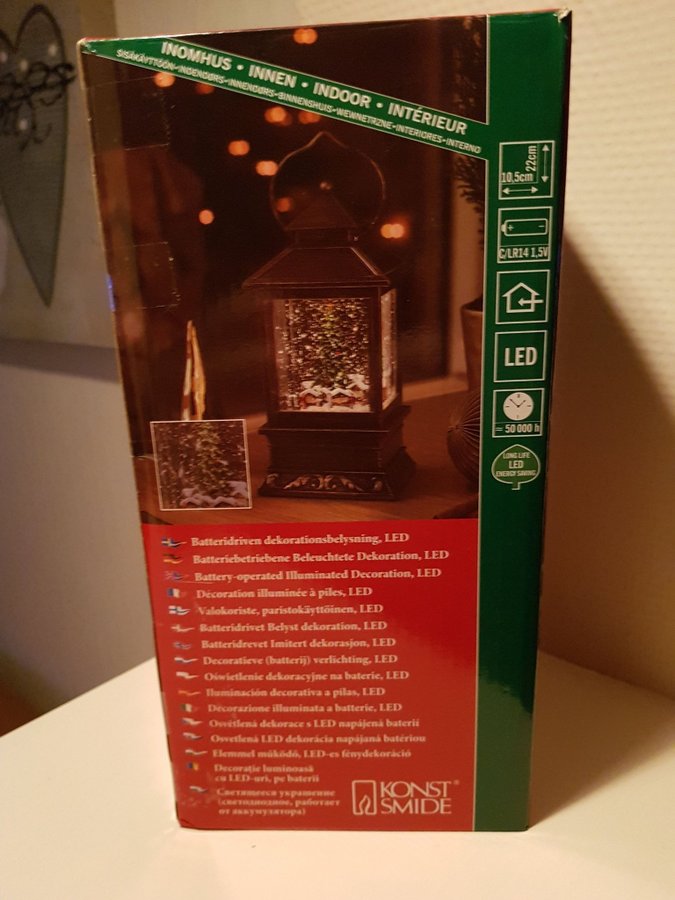 INOMHUS • INNEN • INDOOR • INTÉRIEUR
SISÄKÄYTTÖÖN•INDENDØRS•INNENDØRS•BINNENSHUIS•WEWNĘTRZNE•INTERIORES•INTERNO
22cm
10,5cm
C/LR14 1,5V
LED
≈ 50 000 h
LONG LIFE
LED
ENERGY SAVING
Batteridriven dekorationsbelysning, LED
Batteriebetriebene Beleuchtete Dekoration, LED
Battery-operated Illuminated Decoration, LED
Décoration illuminée à piles, LED
Valokoriste, paristokäyttöinen, LED
Batteridrevet Belyst dekoration, LED
Batteridrevet Imitert dekorasjon, LED
Decoratieve (batterij) verlichting, LED
Oświetlenie dekoracyjne na baterie, LED
Iluminación decorativa a pilas, LED
Decorazione illuminata a batterie, LED
Osvětlená dekorace s LED napájená baterií
Osvetlená LED dekorácia napájaná batériou
Elemmel működő, LED-es fénydekoráció
Decorație luminoasă
cu LED-uri, pe baterii
Светящееся украшение
(светодиодное, работает
от аккумулятора)
KONST
SMIDE®